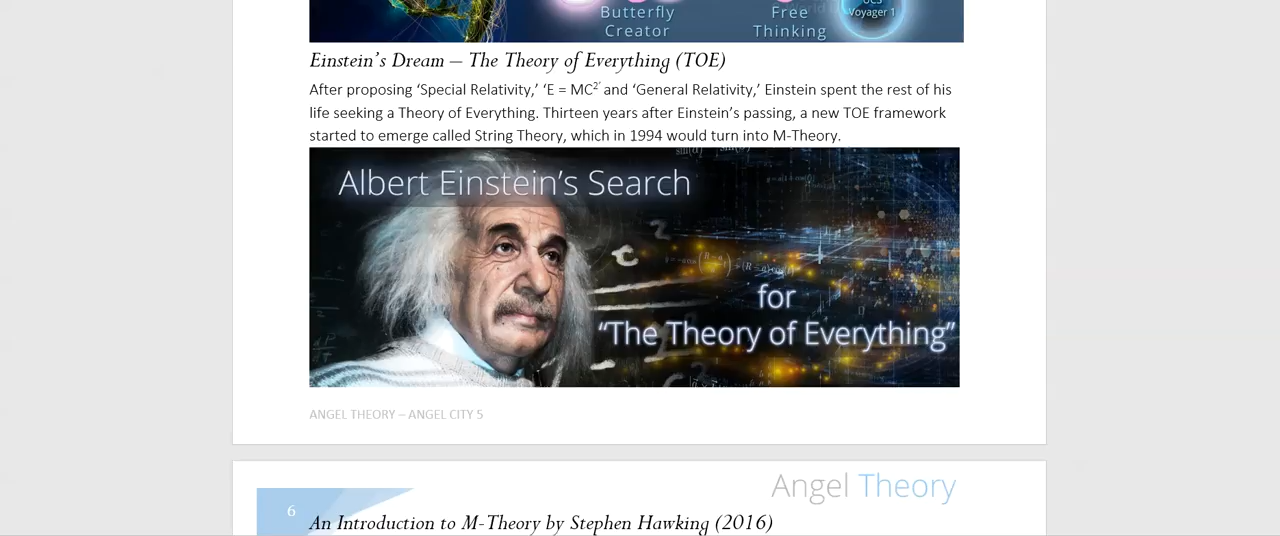 Butterfly
Creator
Free
Thinking
Voyager 1
Einstein’s Dream – The Theory of Everything (TOE)
After proposing ‘Special Relativity,’ ‘E = MC²’ and ‘General Relativity,’ Einstein spent the rest of his
life seeking a Theory of Everything. Thirteen years after Einstein’s passing, a new TOE framework
started to emerge called String Theory, which in 1994 would turn into M-Theory.
Albert Einstein’s Search
for
“The Theory of Everything”
ANGEL THEORY – ANGEL CITY 5
Angel Theory
6
An Introduction to M-Theory by Stephen Hawking (2016)